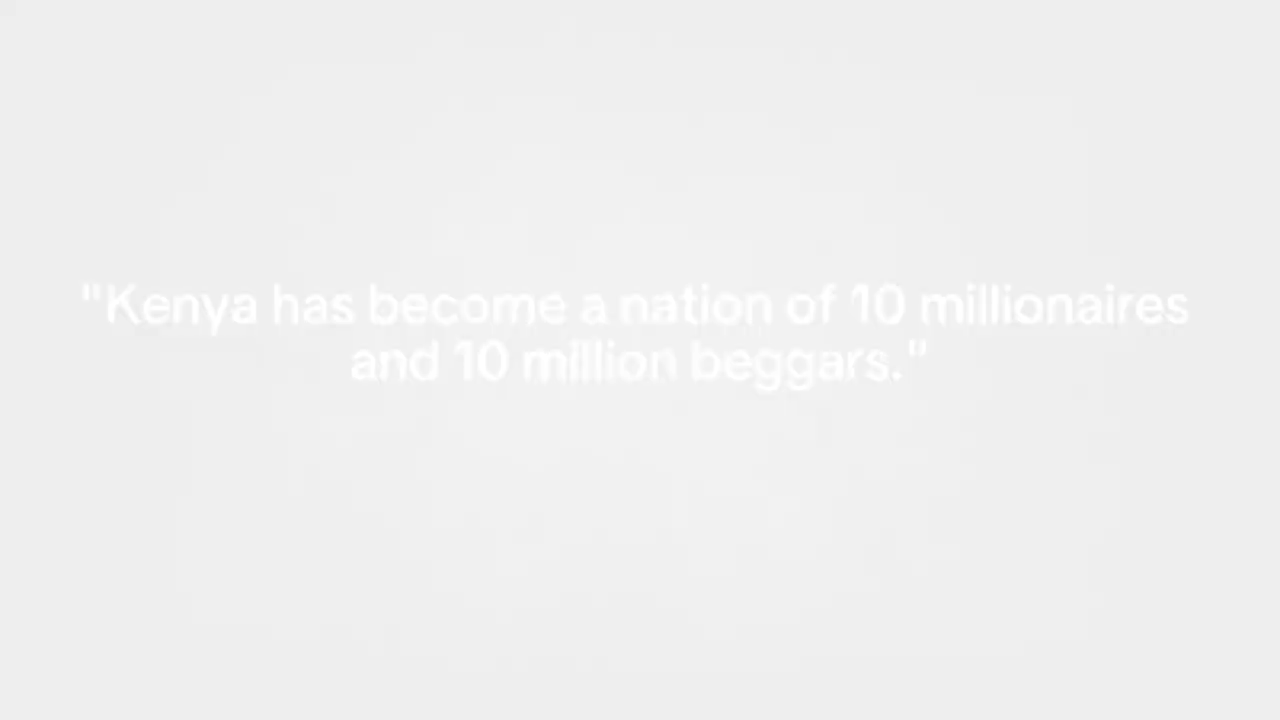 "Kenya has become a nation of 10 millionaires
and 10 million beggars."